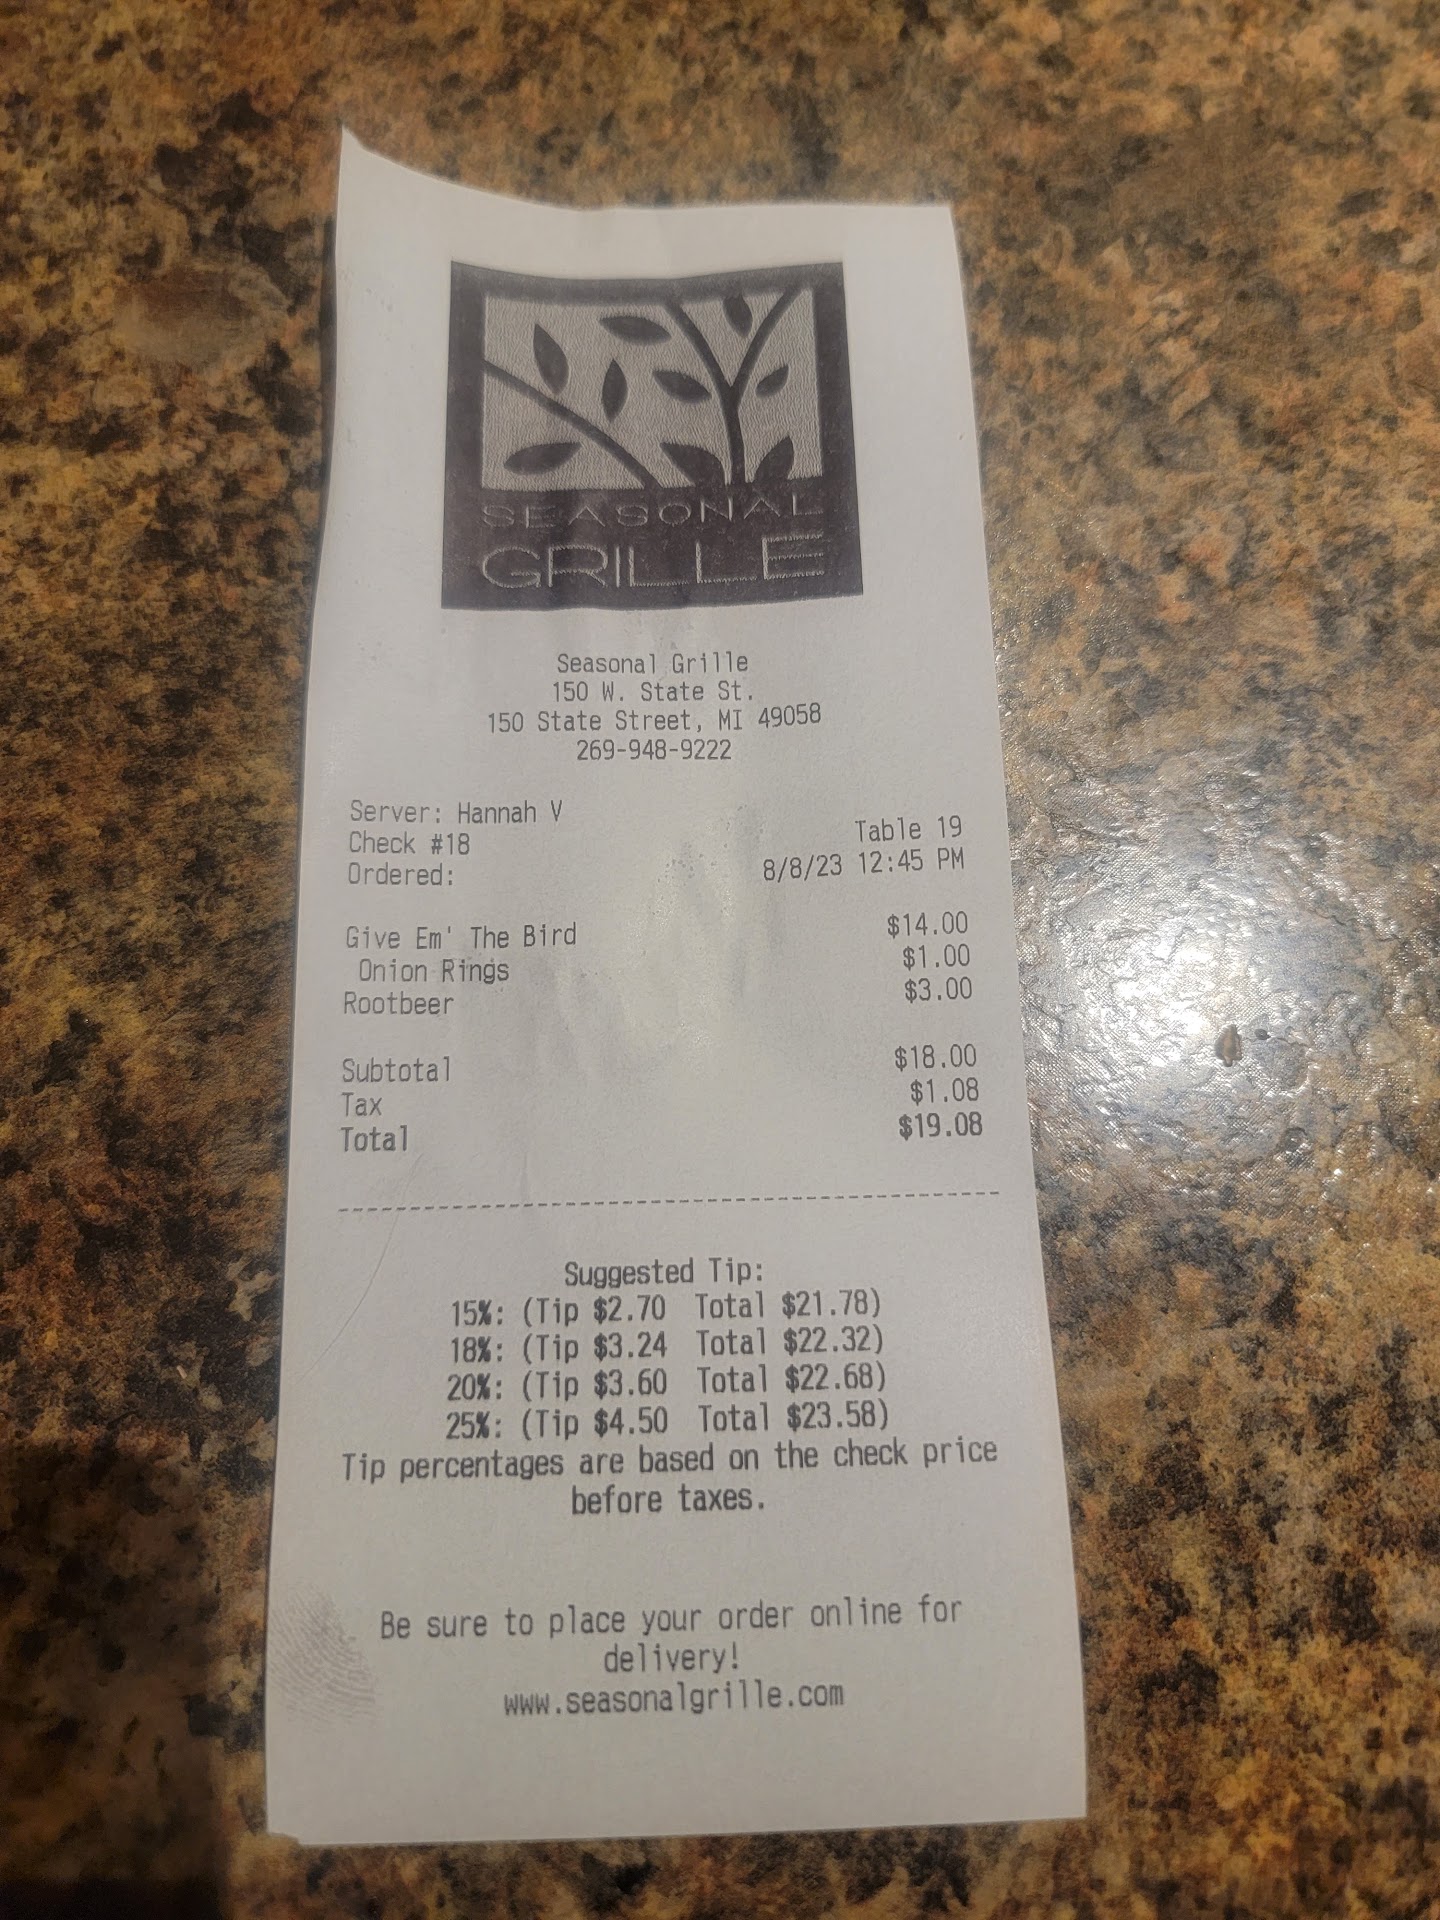 SEASONAL
GRILLE
Seasonal Grille
150 W. State St.
150 State Street, MI 49058
269-948-9222
Server: Hannah V
Check #18 Table 19
Ordered: 8/8/23 12:45 PM
Give Em' The Bird $14.00
Onion Rings $1.00
Rootbeer $3.00
Subtotal $18.00
Tax $1.08
Total $19.08
Suggested Tip:
15%: (Tip $2.70 Total $21.78)
18%: (Tip $3.24 Total $22.32)
20%: (Tip $3.60 Total $22.68)
25%: (Tip $4.50 Total $23.58)
Tip percentages are based on the check price
before taxes.
Be sure to place your order online for
delivery!
www.seasonalgrille.com